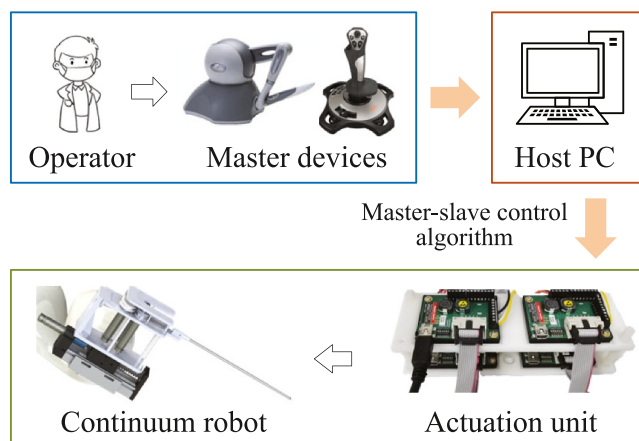 Operator
Master devices
Host PC
Master-slave control
algorithm
Continuum robot
Actuation unit